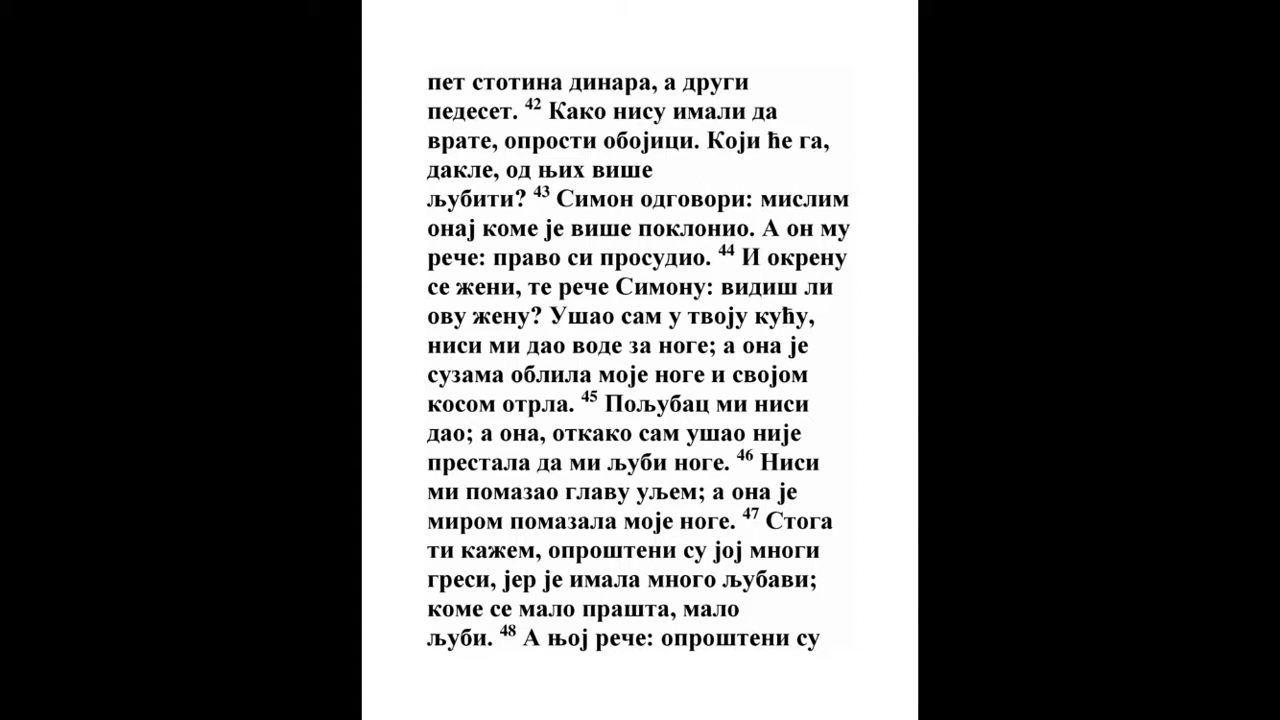 пет стотина динара, а други
педесет. 42 Како нису имали да
врате, опрости обојици. Који ће га,
дакле, од њих више
љубити? 43 Симон одговори: мислим
онај коме је више поклонио. А он му
рече: право си просудио. 44 И окрену
се жени, те рече Симону: видиш ли
ову жену? Ушао сам у твоју кућу,
ниси ми дао воде за ноге; а она је
сузама облила моје ноге и својом
косом отрла. 45 Пољубац ми ниси
дао; а она, откако сам ушао није
престала да ми љуби ноге. 46 Ниси
ми помазао главу уљем; а она је
миром помазала моје ноге. 47 Стога
ти кажем, опроштени су јој многи
греси, јер је имала много љубави;
коме се мало прашта, мало
љуби. 48 А њој рече: опроштени су